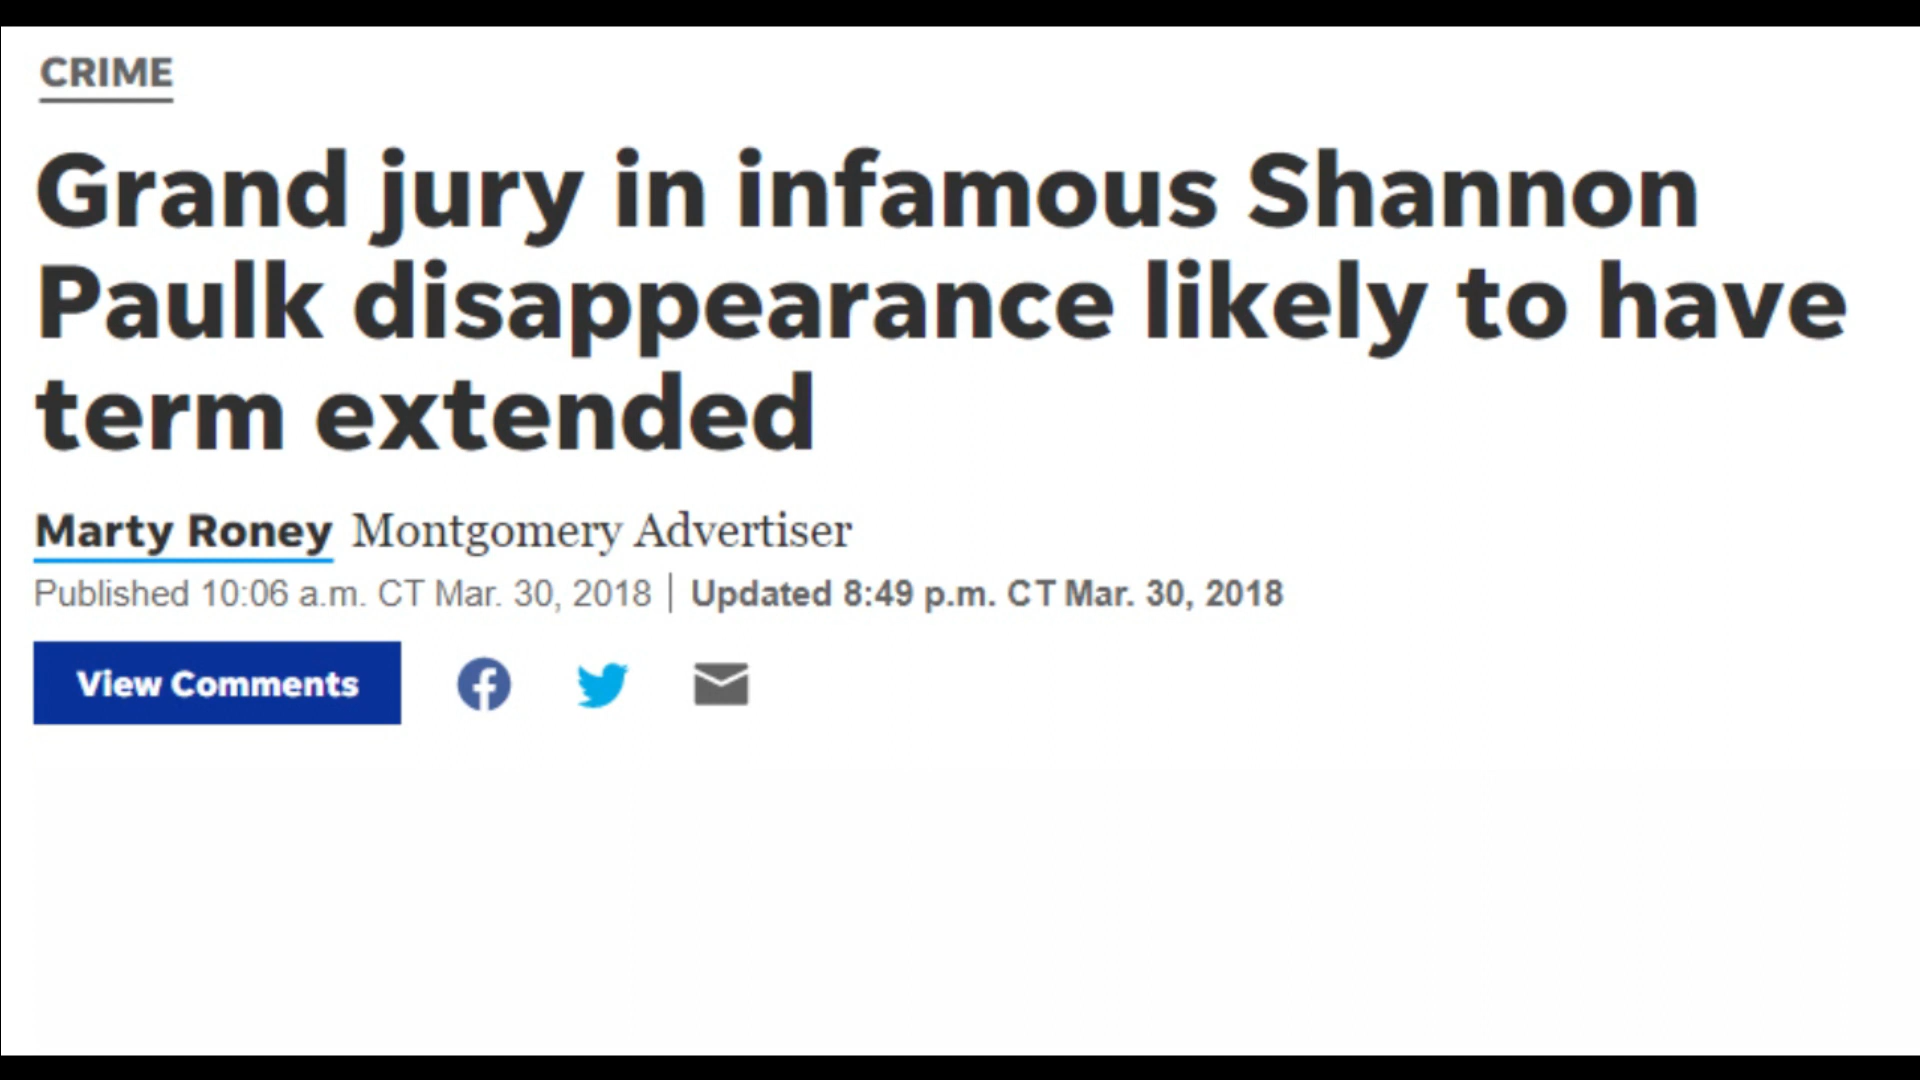 CRIME
Grand jury in infamous Shannon
Paulk disappearance likely to have
term extended
Marty Roney Montgomery Advertiser
Published 10:06 a.m. CT Mar. 30, 2018 | Updated 8:49 p.m. CT Mar. 30, 2018
View Comments